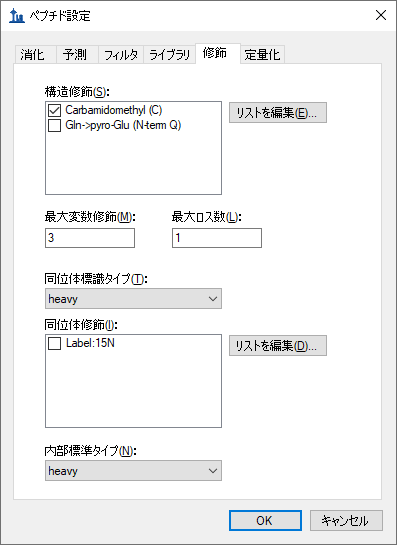 ペプチド設定
消化 予測 フィルタ ライブラリ 修飾 定量化
構造修飾(S):
Carbamidomethyl (C)
Gln->pyro-Glu (N-term Q)
リストを編集(E)...
最大変数修飾(M): 最大ロス数(L):
3 1
同位体標識タイプ(T):
heavy
同位体修飾(I):
Label:15N
リストを編集(D)...
内部標準タイプ(N):
heavy
OK キャンセル